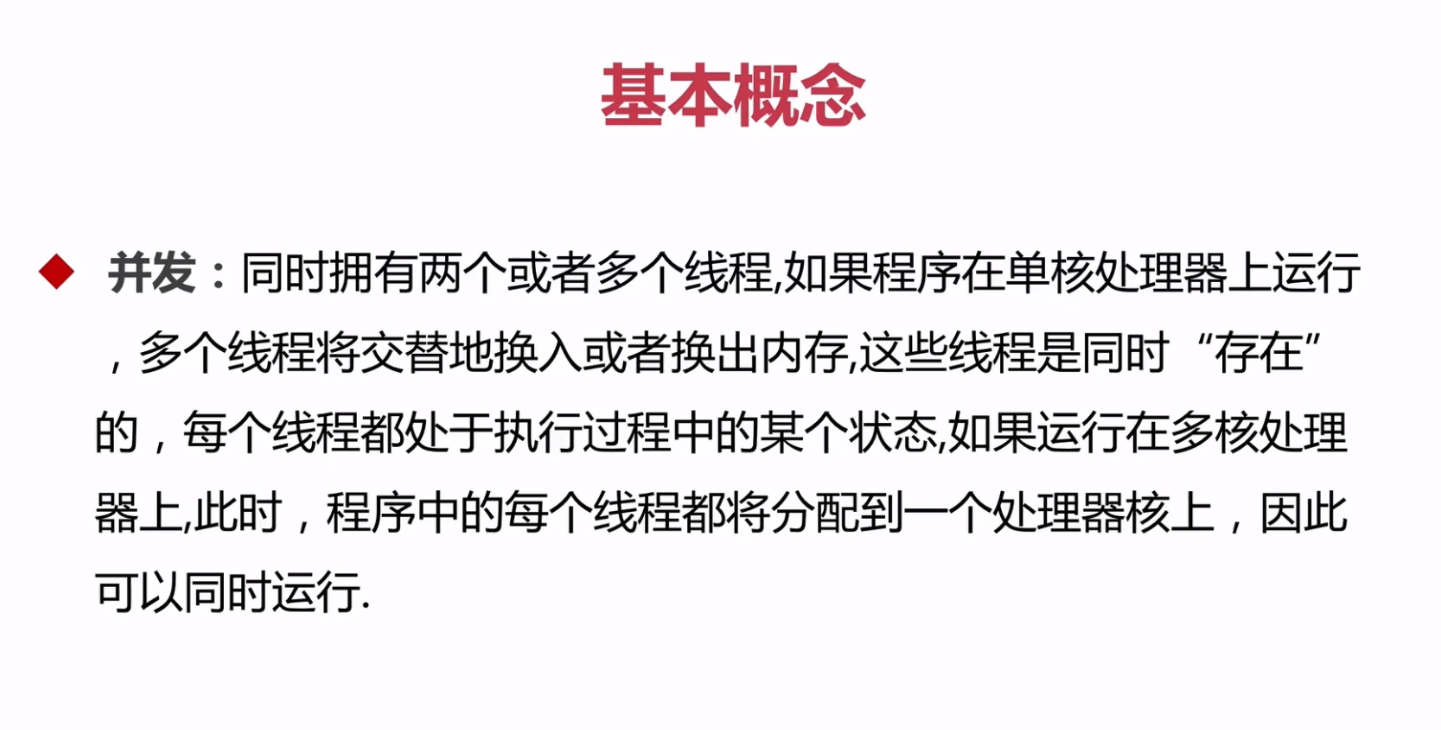 基本概念
并发：同时拥有两个或者多个线程,如果程序在单核处理器上运行
，多个线程将交替地换入或者换出内存,这些线程是同时“存在”
的，每个线程都处于执行过程中的某个状态,如果运行在多核处理
器上,此时，程序中的每个线程都将分配到一个处理器核上，因此
可以同时运行.